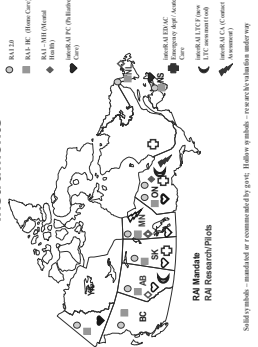 RAI 2.0
RAI- HC (Home Care)
RAI - MH (Mental
Health)
interRAI PC (Palliative
Care)
interRAI ED/AC
Emergency dept / Acute
Care
interRAI LTCF (new
LTC assessment tool)
interRAI CA (Contact
Assessment)
BC
AB
SK
MN
ON
NL
NS
RAI Mandate
RAI Research/Pilots
Solid symbols – mandated or recommended by govt; Hollow symbols – research/evaluation underway